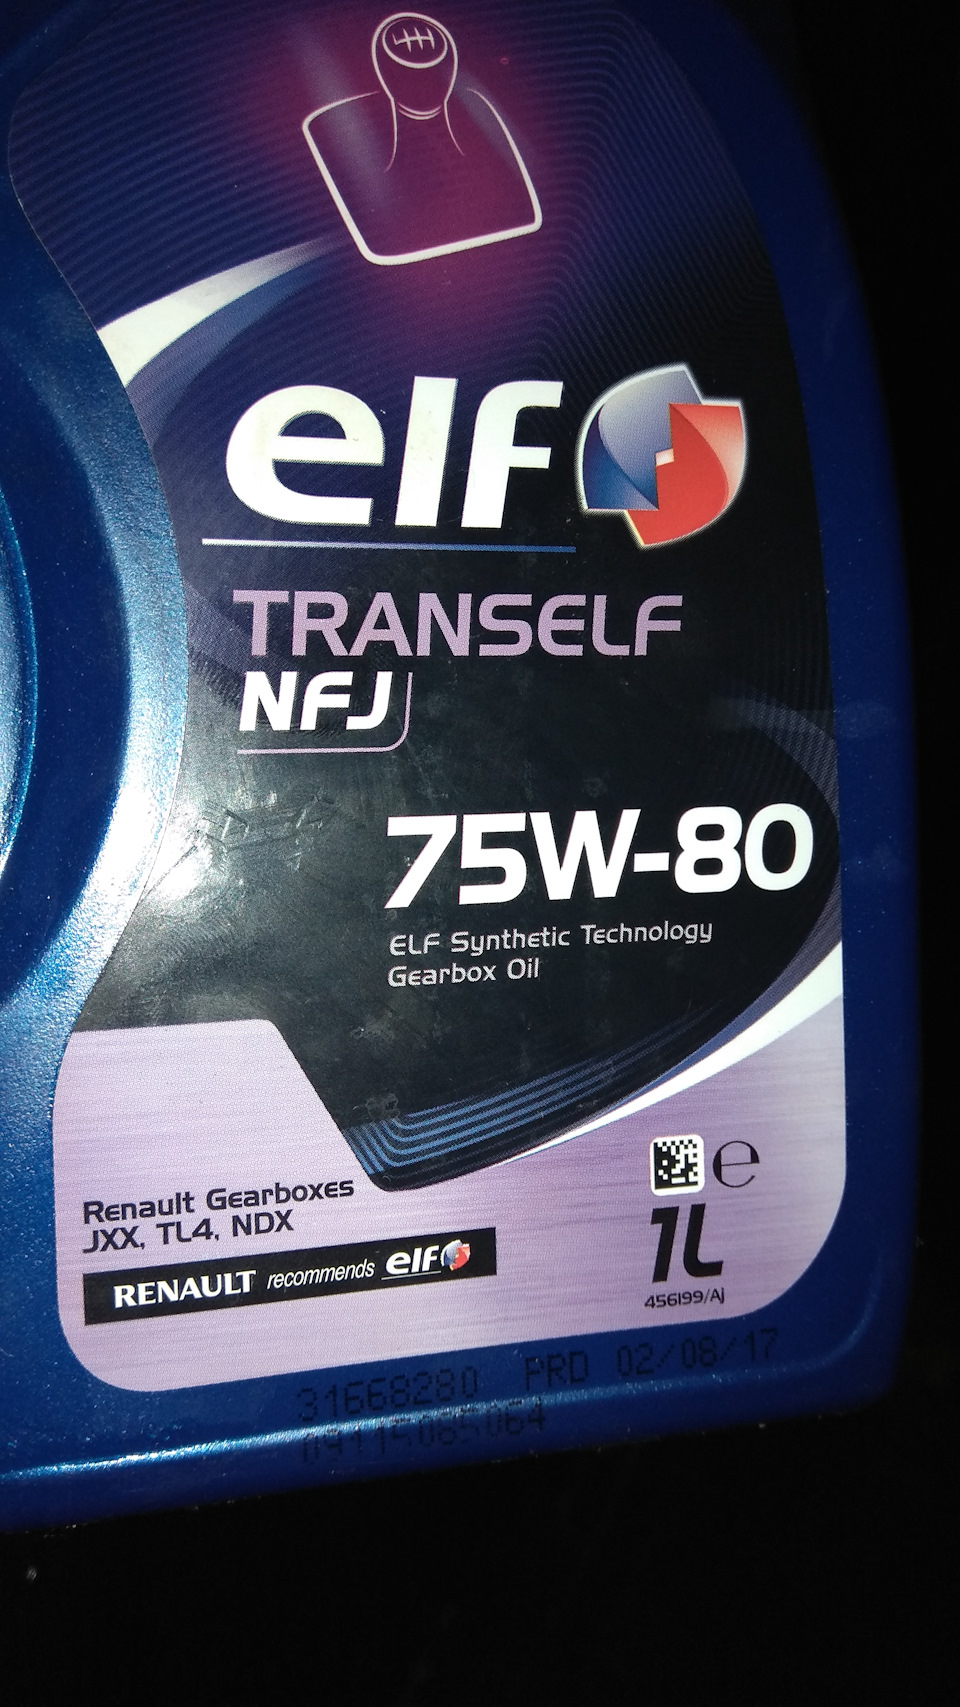 elf
TRANSELF
NFJ
75W-80
ELF Synthetic Technology
Gearbox Oil
Renault Gearboxes
JXX, TL4, NDX
RENAULT recommends elf
e
1L
456199/AJ
31668280 PRD 02/08/17